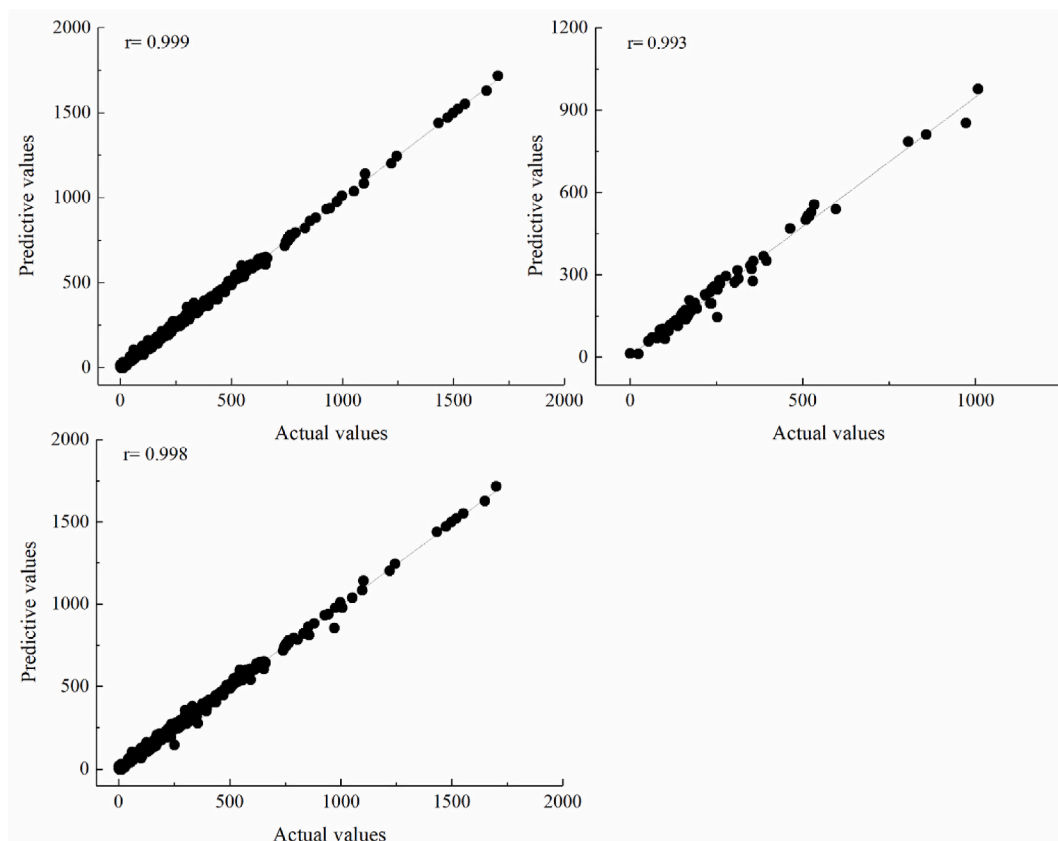 2000
r= 0.999
1500
1000
500
0
Predictive values
0 500 1000 1500 2000
Actual values
1200
r= 0.993
900
600
300
0
Predictive values
0 500 1000
Actual values
2000
r= 0.998
1500
1000
500
0
Predictive values
0 500 1000 1500 2000
Actual values